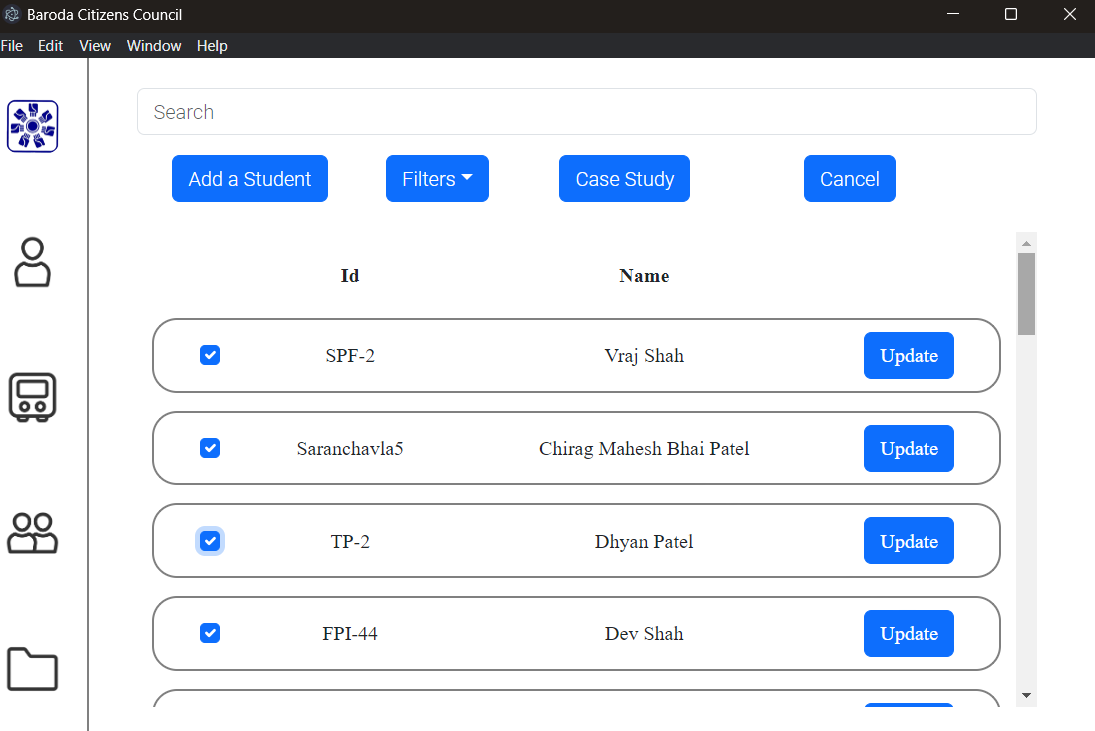 Baroda Citizens Council
File Edit View Window Help
Search
Add a Student Filters Case Study Cancel
Id Name
SPF-2 Vraj Shah Update
Saranchavla5 Chirag Mahesh Bhai Patel Update
TP-2 Dhyan Patel Update
FPI-44 Dev Shah Update